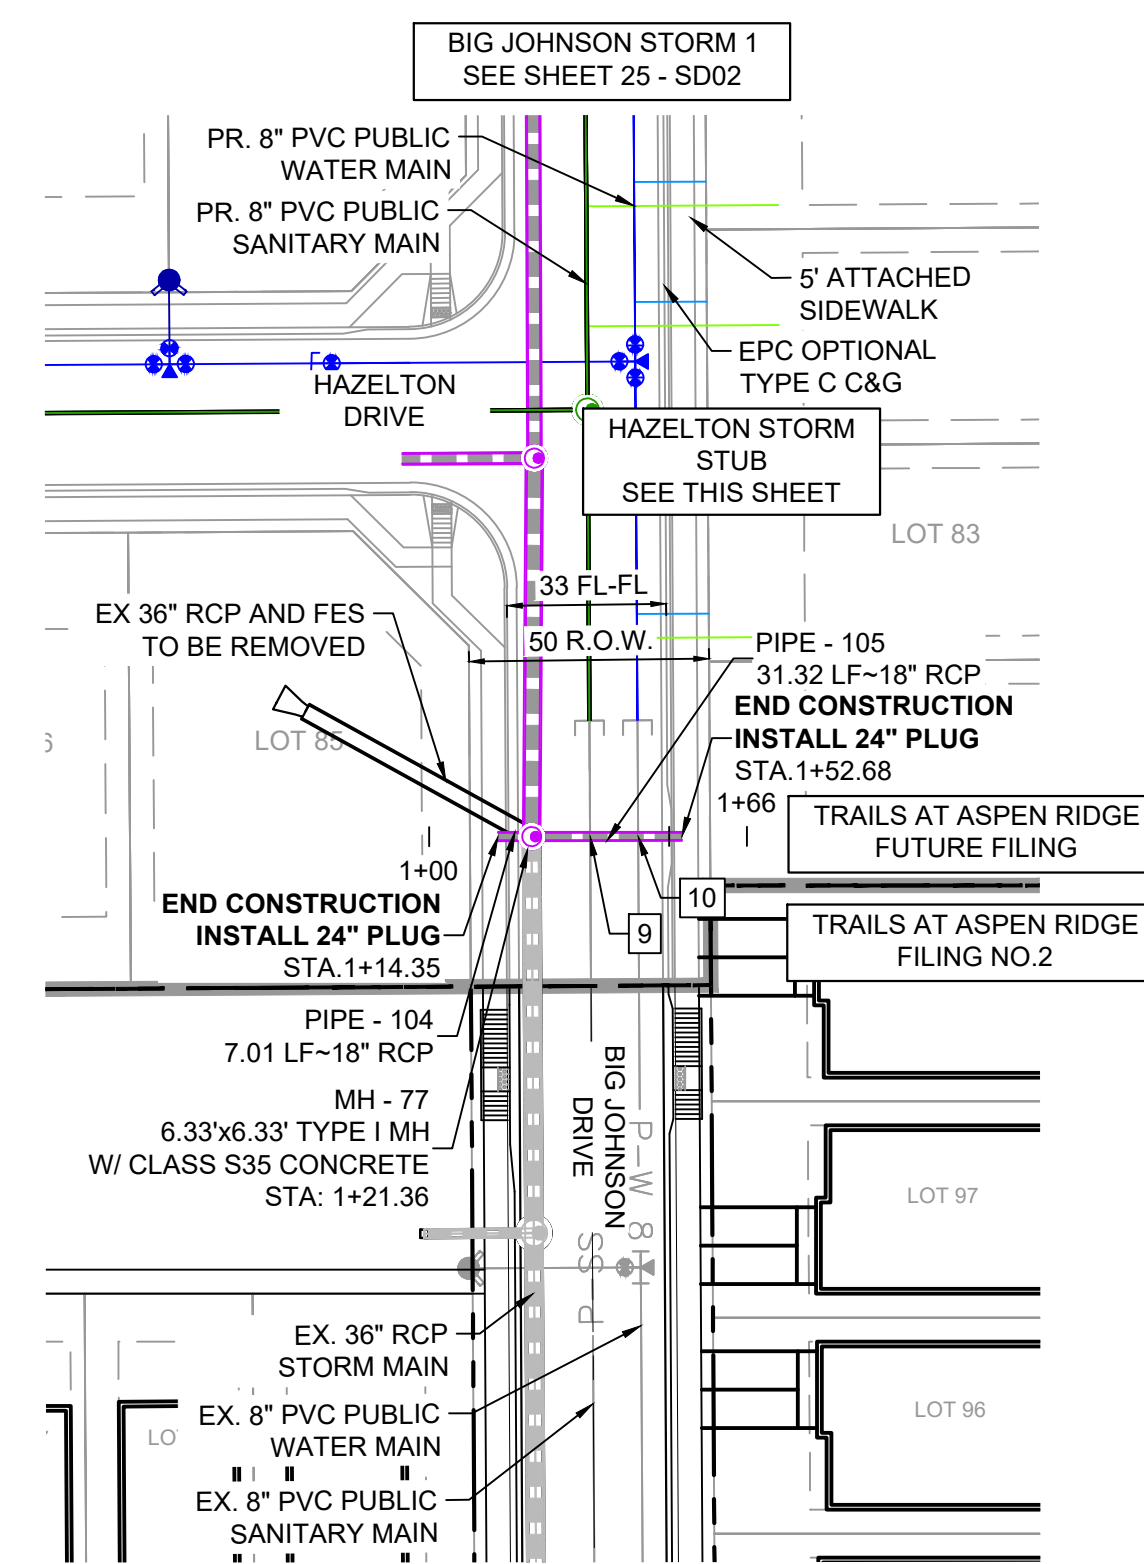 BIG JOHNSON STORM 1
SEE SHEET 25 - SD02
PR. 8" PVC PUBLIC
WATER MAIN
PR. 8" PVC PUBLIC
SANITARY MAIN
5' ATTACHED
SIDEWALK
EPC OPTIONAL
TYPE C C&G
HAZELTON
DRIVE
HAZELTON STORM
STUB
SEE THIS SHEET
LOT 83
33 FL-FL
50 R.O.W.
EX 36" RCP AND FES
TO BE REMOVED
PIPE - 105
31.32 LF~18" RCP
END CONSTRUCTION
INSTALL 24" PLUG
STA.1+52.68
LOT 85
6
1+66
1+00
TRAILS AT ASPEN RIDGE
FUTURE FILING
10
9
TRAILS AT ASPEN RIDGE
FILING NO.2
END CONSTRUCTION
INSTALL 24" PLUG
STA.1+14.35
PIPE - 104
7.01 LF~18" RCP
MH - 77
6.33'x6.33' TYPE I MH
W/ CLASS S35 CONCRETE
STA: 1+21.36
BIG JOHNSON
DRIVE
P-W 8
SS P
LOT 97
EX. 36" RCP
STORM MAIN
EX. 8" PVC PUBLIC
WATER MAIN
LOT 96
LO
EX. 8" PVC PUBLIC
SANITARY MAIN